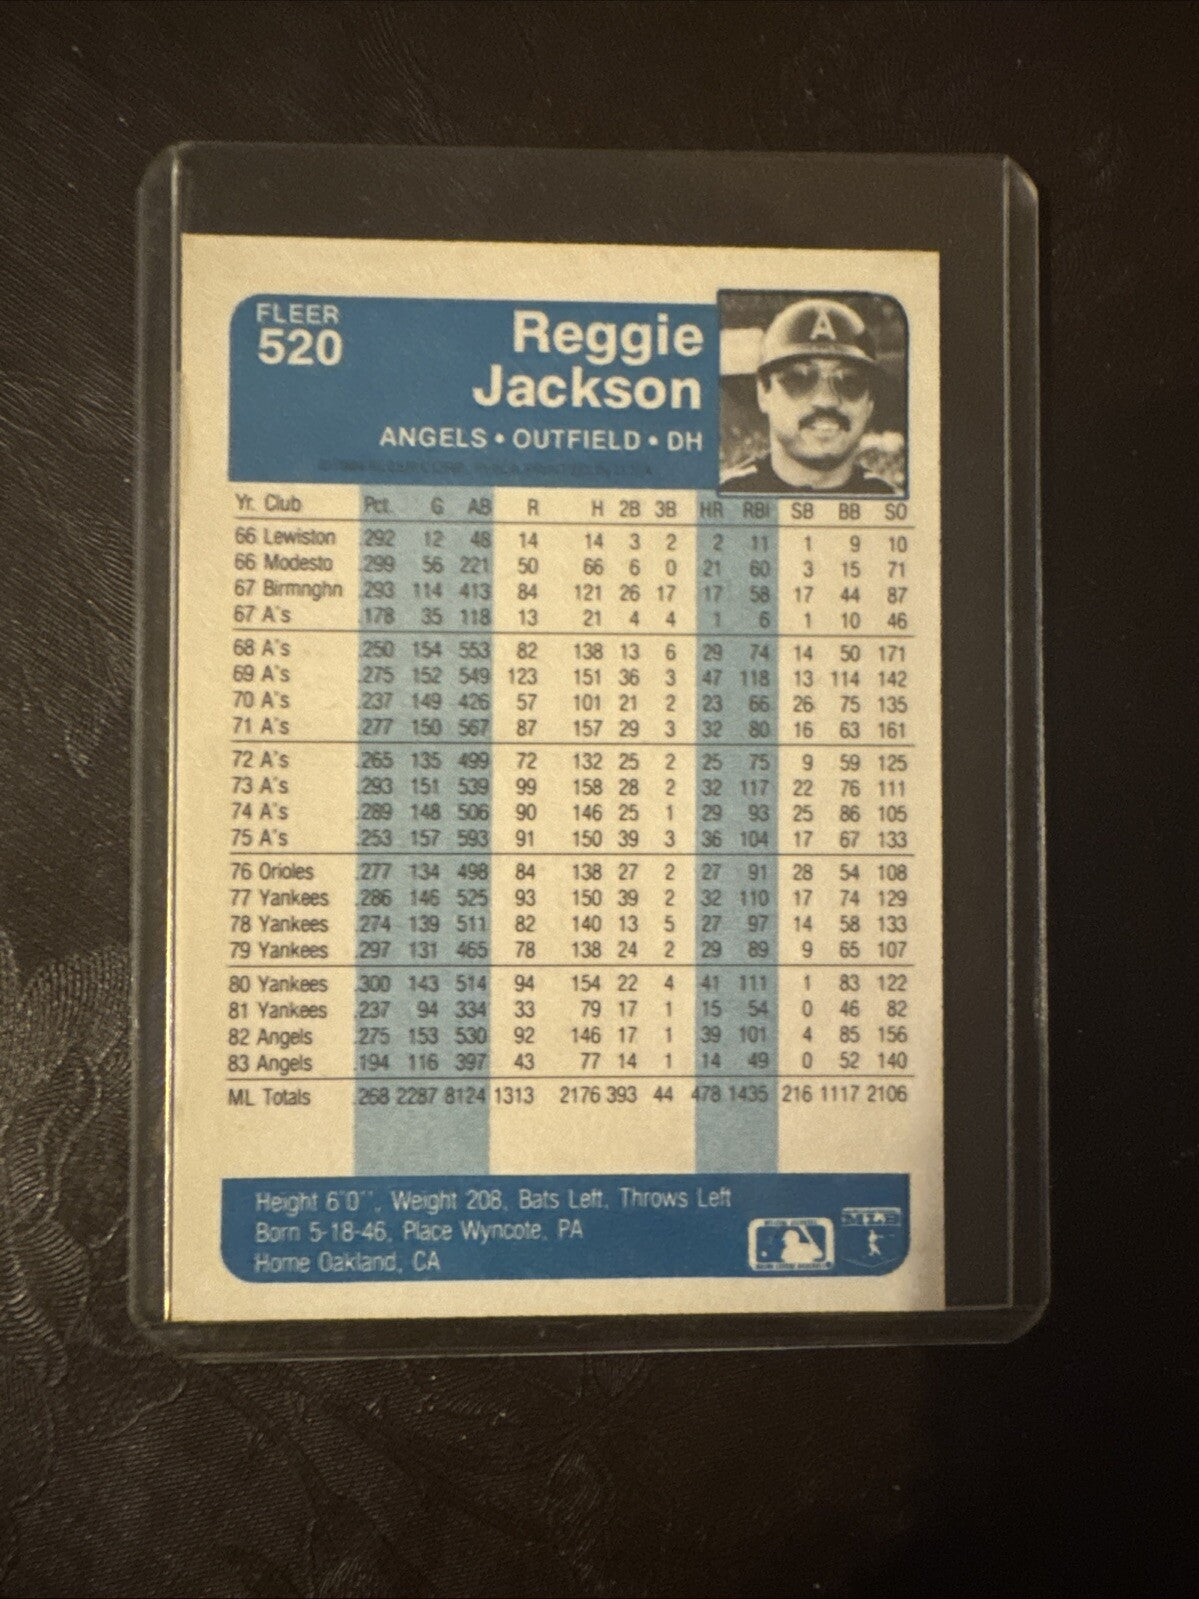 FLEER
520
Reggie
Jackson
ANGELS • OUTFIELD • DH
A
Yr. Club Pct. G AB R H 2B 3B HR RBI SB BB SO
66 Lewiston .292 12 48 14 14 3 2 2 11 1 9 10
66 Modesto .299 56 221 50 66 6 0 21 60 3 15 71
67 Birmnghn .293 114 413 84 121 26 17 17 58 17 44 87
67 A's .178 35 118 13 21 4 4 1 6 1 10 46
68 A's .250 154 553 82 138 13 6 29 74 14 50 171
69 A's .275 152 549 123 151 36 3 47 118 13 114 142
70 A's .237 149 426 57 101 21 2 23 66 26 75 135
71 A's .277 150 567 87 157 29 3 32 80 16 63 161
72 A's .265 135 499 72 132 25 2 25 75 9 59 125
73 A's .293 151 539 99 158 28 2 32 117 22 76 111
74 A's .289 148 506 90 146 25 1 29 93 25 86 105
75 A's .253 157 593 91 150 39 3 36 104 17 67 133
76 Orioles .277 134 498 84 138 27 2 27 91 28 54 108
77 Yankees .286 146 525 93 150 39 2 32 110 17 74 129
78 Yankees .274 139 511 82 140 13 5 27 97 14 58 133
79 Yankees .297 131 465 78 138 24 2 29 89 9 65 107
80 Yankees .300 143 514 94 154 22 4 41 111 1 83 122
81 Yankees .237 94 334 33 79 17 1 15 54 0 46 82
82 Angels .275 153 530 92 146 17 1 39 101 4 85 156
83 Angels .194 116 397 43 77 14 1 14 49 0 52 140
ML Totals .268 2287 8124 1313 2176 393 44 478 1435 216 1117 2106
Height 6'0'', Weight 208, Bats Left, Throws Left
Born 5-18-46, Place Wyncote, PA
Home Oakland, CA